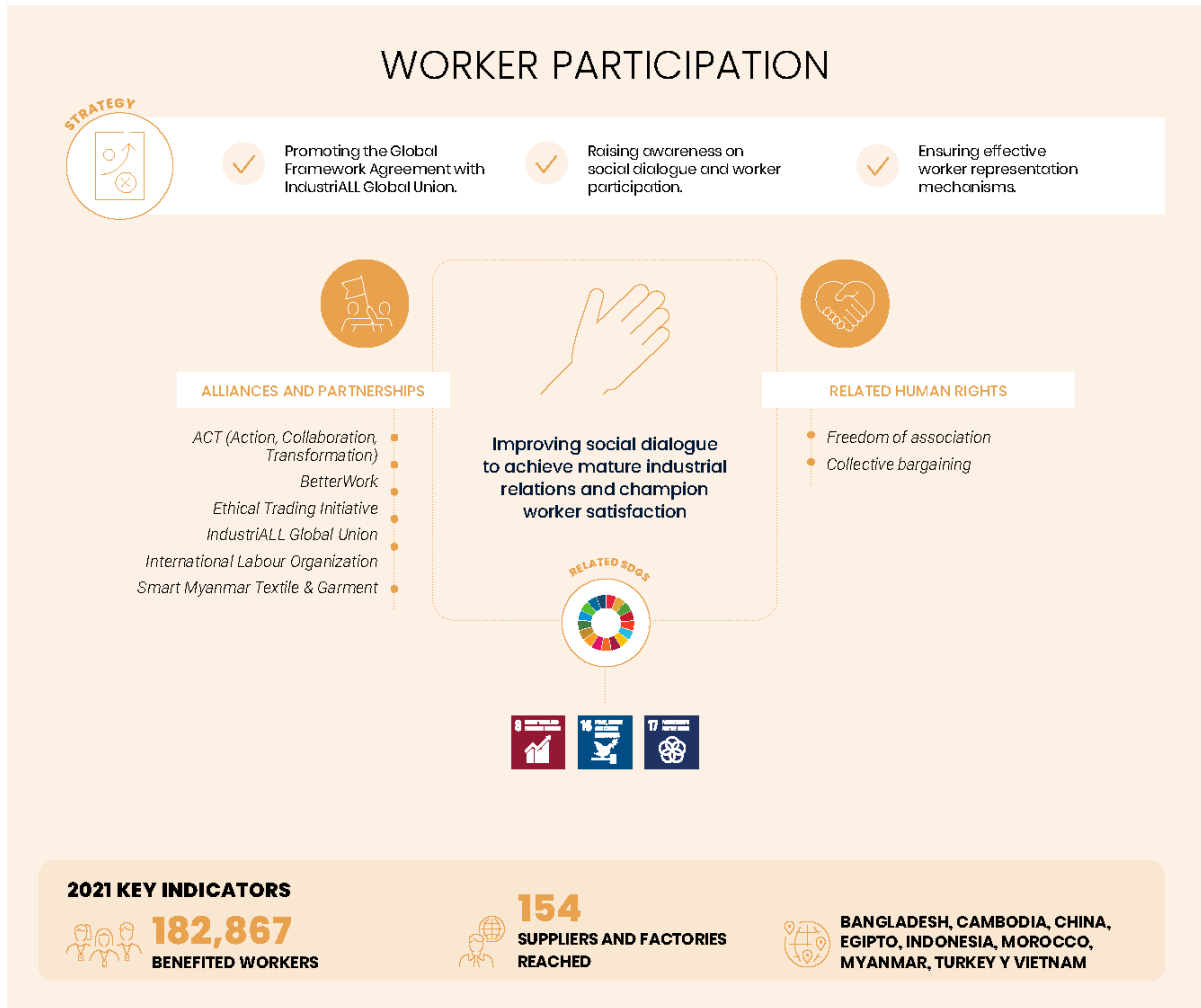 WORKER PARTICIPATION
STRATEGY
Promoting the Global
Framework Agreement with
IndustriALL Global Union.
Raising awareness on
social dialogue and worker
participation.
Ensuring effective
worker representation
mechanisms.
ALLIANCES AND PARTNERSHIPS
ACT (Action, Collaboration,
Transformation)
BetterWork
Ethical Trading Initiative
IndustriALL Global Union
International Labour Organization
Smart Myanmar Textile & Garment
Improving social dialogue
to achieve mature industrial
relations and champion
worker satisfaction
RELATED HUMAN RIGHTS
Freedom of association
Collective bargaining
RELATED SDGS
8
16
17
2021 KEY INDICATORS
182,867
BENEFITED WORKERS
154
SUPPLIERS AND FACTORIES
REACHED
BANGLADESH, CAMBODIA, CHINA,
EGIPTO, INDONESIA, MOROCCO,
MYANMAR, TURKEY Y VIETNAM